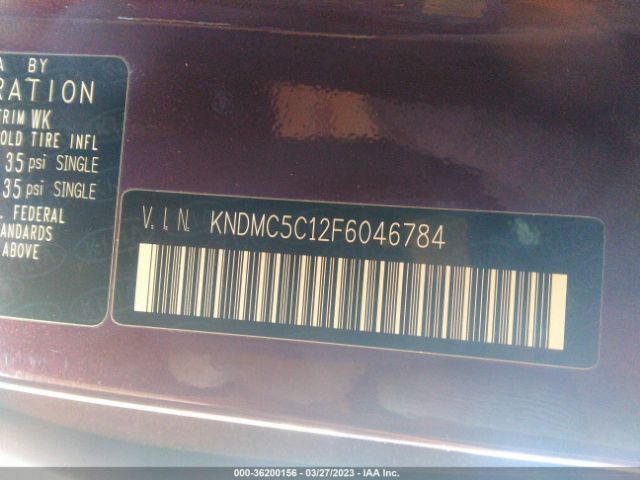 A BY
RATION
TRIM WK
OLD TIRE INFL
35 psi SINGLE
35 psi SINGLE
. FEDERAL
TANDARDS
ABOVE
V.I.N. KNDMC5C12F6046784
000-36200156 - 03/27/2023 - IAA Inc.